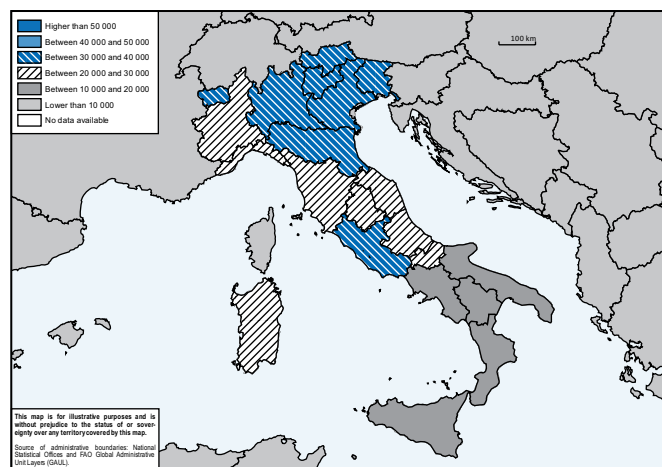 Higher than 50 000
Between 40 000 and 50 000
Between 30 000 and 40 000
Between 20 000 and 30 000
Between 10 000 and 20 000
Lower than 10 000
No data available
100 km
This map is for illustrative purposes and is
without prejudice to the status of or sover-
eignty over any territory covered by this map.
Source of administrative boundaries: National
Statistical Offices and FAO Global Administrative
Unit Layers (GAUL).